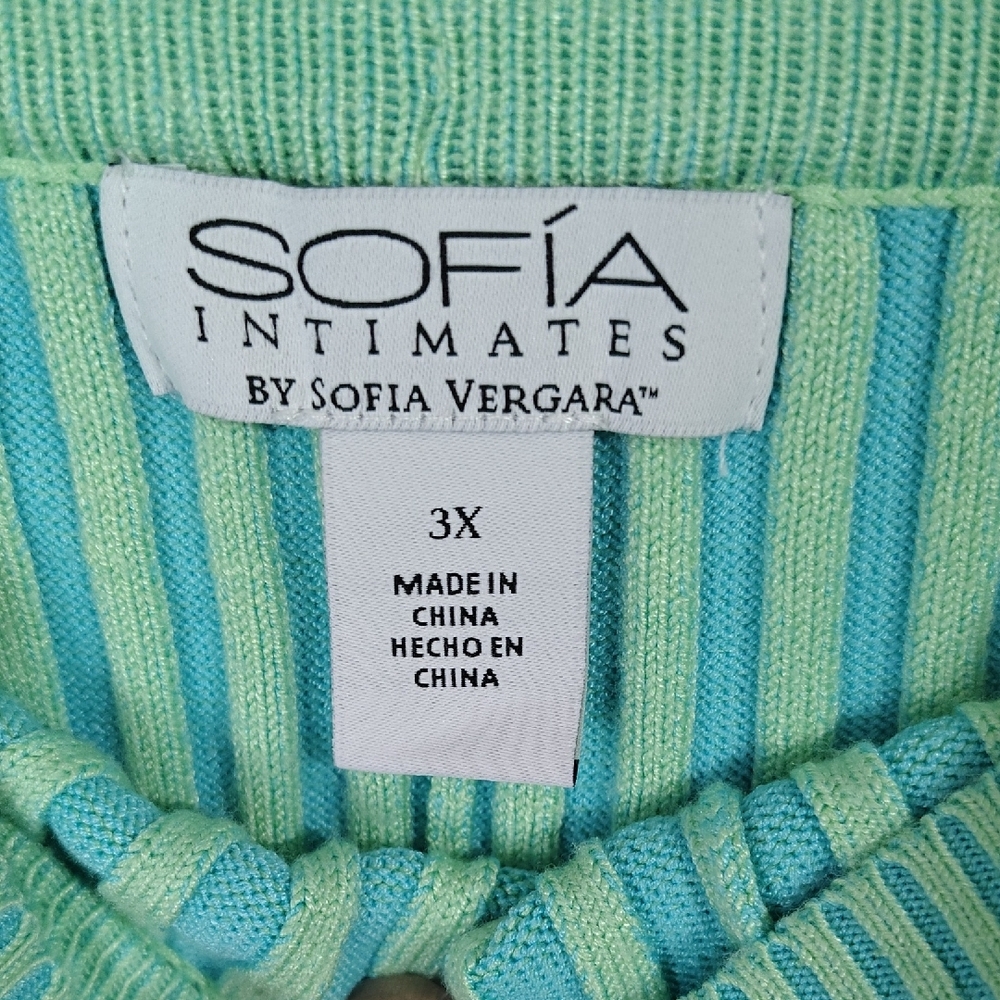 SOFÍA
INTIMATES
BY SOFIA VERGARA™
3X
MADE IN
CHINA
HECHO EN
CHINA